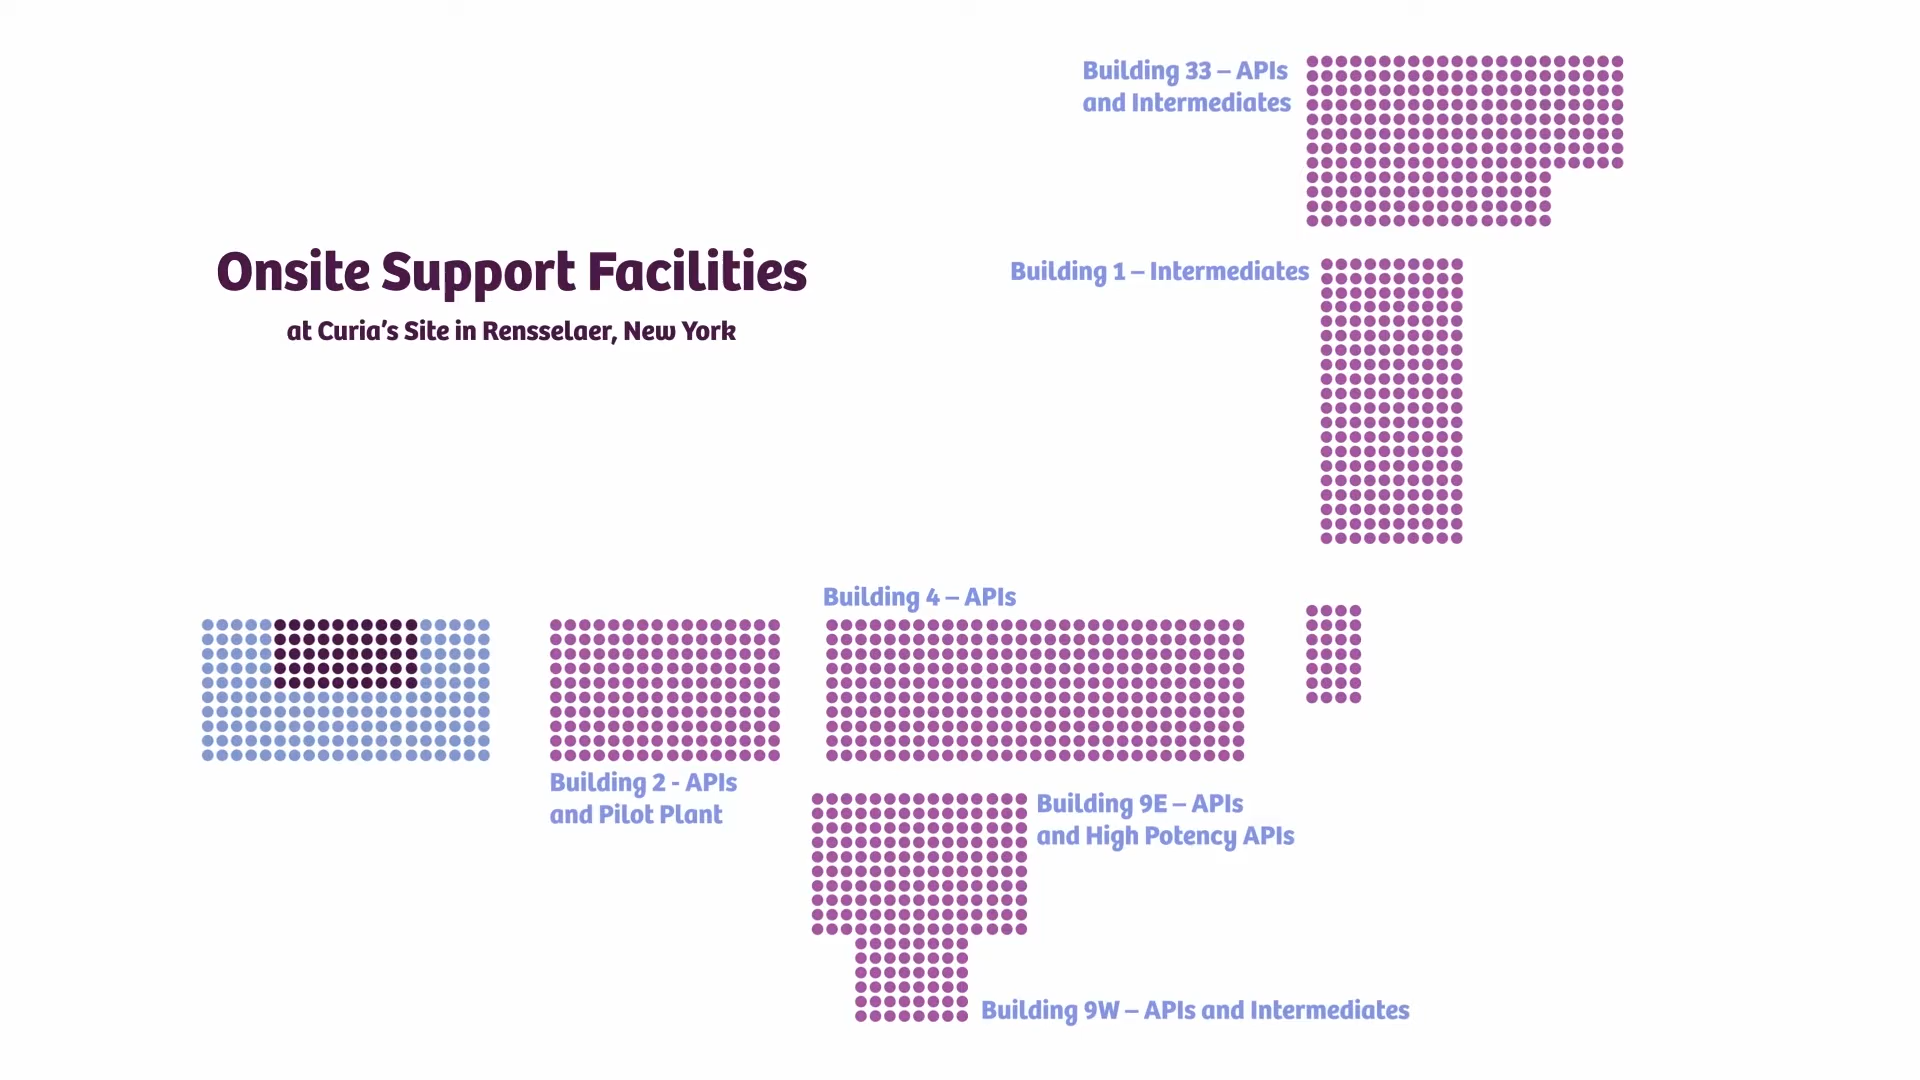 Building 33 – APIs
and Intermediates
Onsite Support Facilities
at Curia’s Site in Rensselaer, New York
Building 1 – Intermediates
Building 4 – APIs
Building 2 - APIs
and Pilot Plant
Building 9E – APIs
and High Potency APIs
Building 9W – APIs and Intermediates